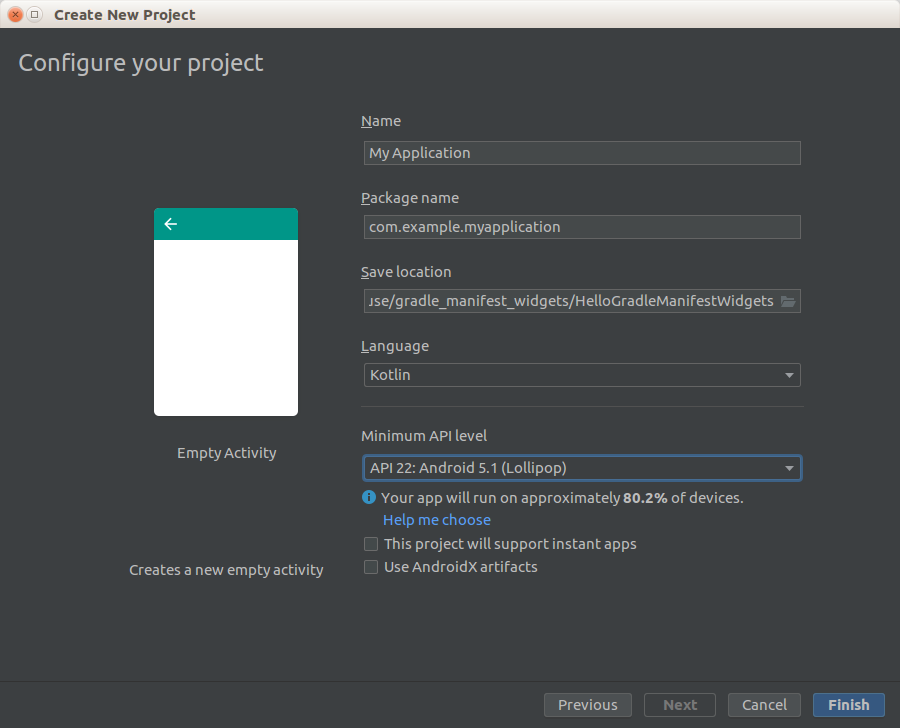 Create New Project
Configure your project
Name
My Application
Package name
com.example.myapplication
Save location
use/gradle_manifest_widgets/HelloGradleManifestWidgets
Language
Kotlin
Empty Activity
Creates a new empty activity
Minimum API level
API 22: Android 5.1 (Lollipop)
Your app will run on approximately 80.2% of devices.
Help me choose
This project will support instant apps
Use AndroidX artifacts
Previous
Next
Cancel
Finish